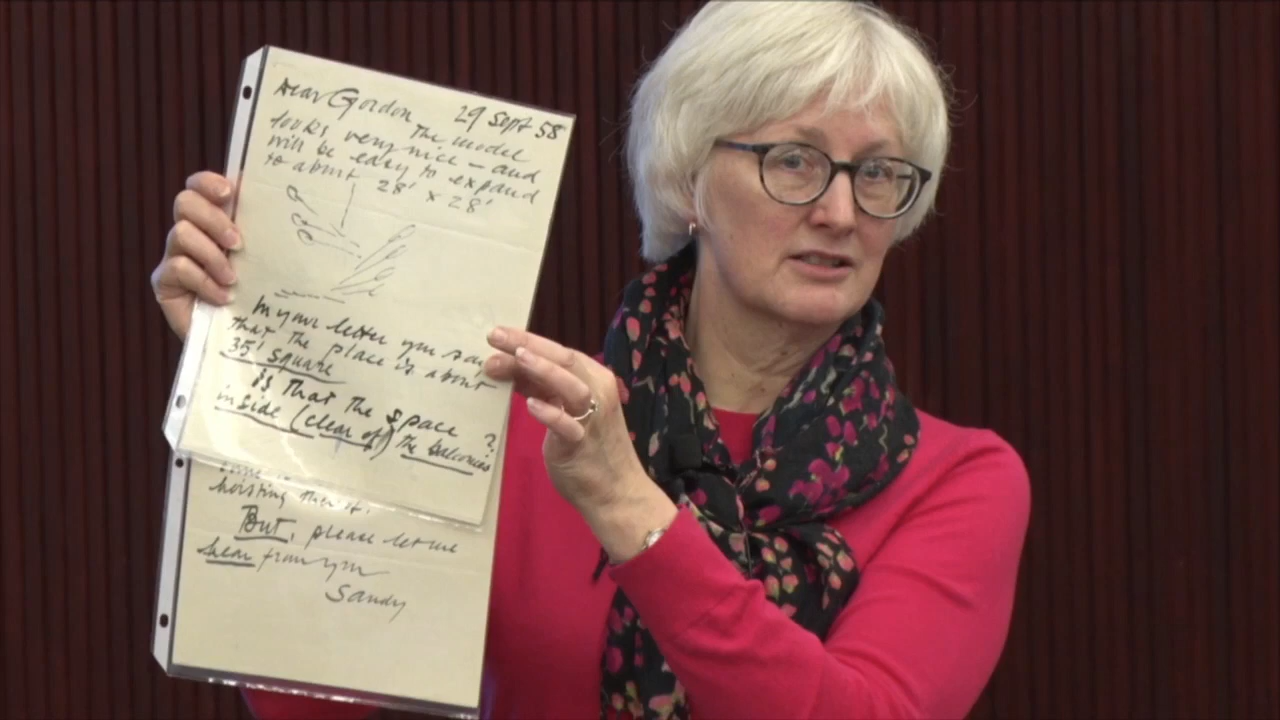 Dear Gordon 29 Sept 58
The model
looks very nice – and
will be easy to expand
to about 28' x 28'
In your letter you say
that the place is about
35' square
is that the space
inside (clear of) the balconies ?
hoisting
But, please let me
hear from you
Sandy